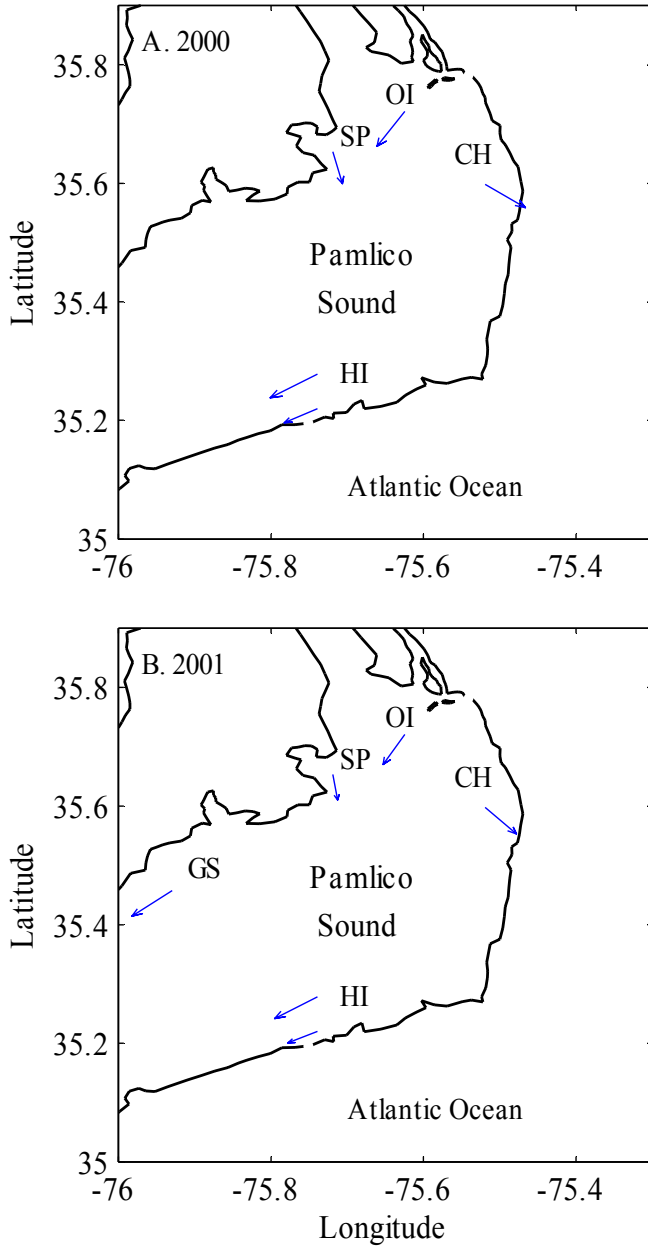 A. 2000
35.8
OI
SP
CH
35.6
Pamlico
Sound
Latitude
35.4
HI
35.2
Atlantic Ocean
35
-76
-75.8
-75.6
-75.4
B. 2001
35.8
OI
SP
CH
35.6
GS
Pamlico
Sound
Latitude
35.4
HI
35.2
Atlantic Ocean
35
-76
-75.8
-75.6
-75.4
Longitude